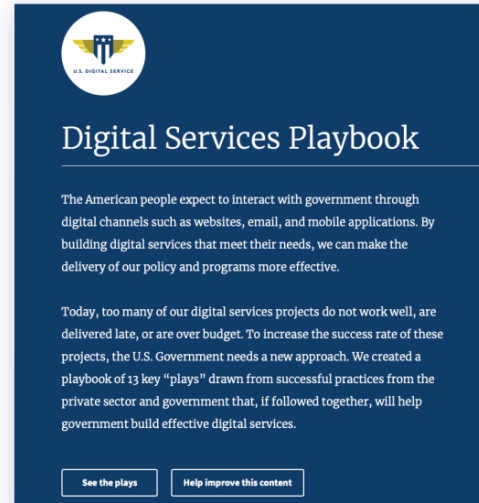 U.S. DIGITAL SERVICE
Digital Services Playbook
The American people expect to interact with government through
digital channels such as websites, email, and mobile applications. By
building digital services that meet their needs, we can make the
delivery of our policy and programs more effective.
Today, too many of our digital services projects do not work well, are
delivered late, or are over budget. To increase the success rate of these
projects, the U.S. Government needs a new approach. We created a
playbook of 13 key “plays” drawn from successful practices from the
private sector and government that, if followed together, will help
government build effective digital services.
See the plays
Help improve this content